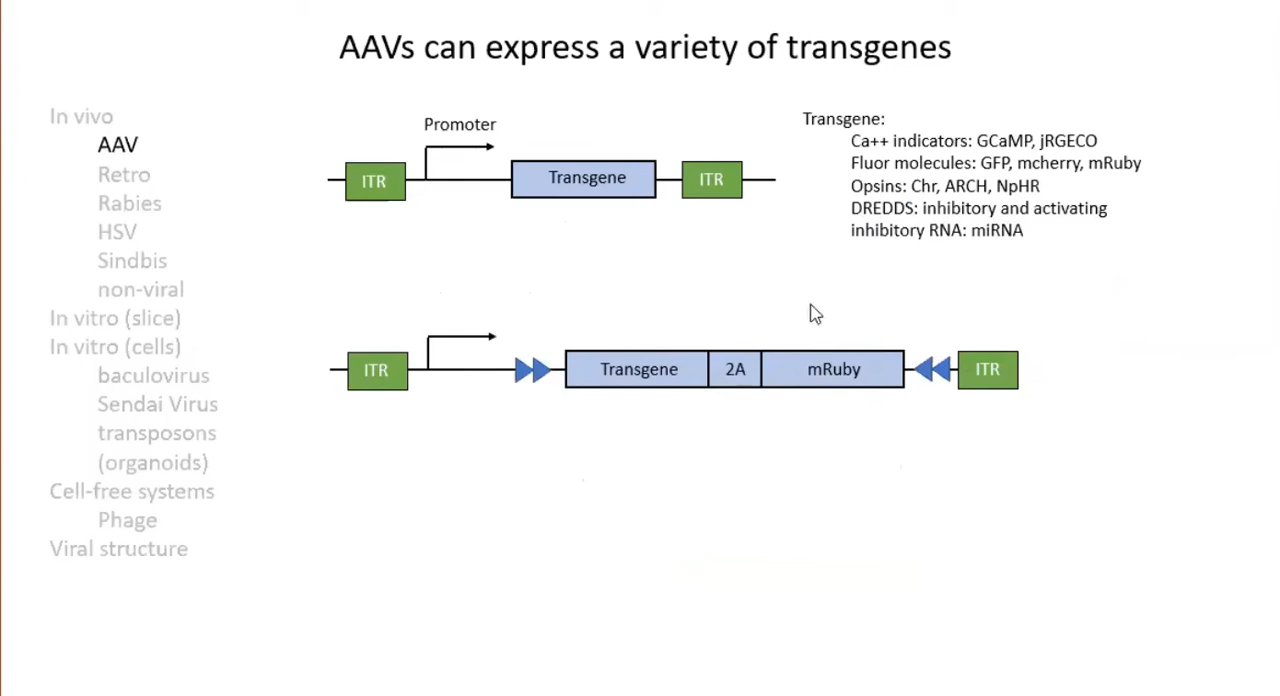 AAVs can express a variety of transgenes
In vivo
AAV
Retro
Rabies
HSV
Sindbis
non-viral
In vitro (slice)
In vitro (cells)
baculovirus
Sendai Virus
transposons
(organoids)
Cell-free systems
Phage
Viral structure
Promoter
ITR
Transgene
ITR
Transgene:
Ca++ indicators: GCaMP, jRGECO
Fluor molecules: GFP, mcherry, mRuby
Opsins: Chr, ARCH, NpHR
DREDDS: inhibitory and activating
inhibitory RNA: miRNA
ITR
Transgene
2A
mRuby
ITR